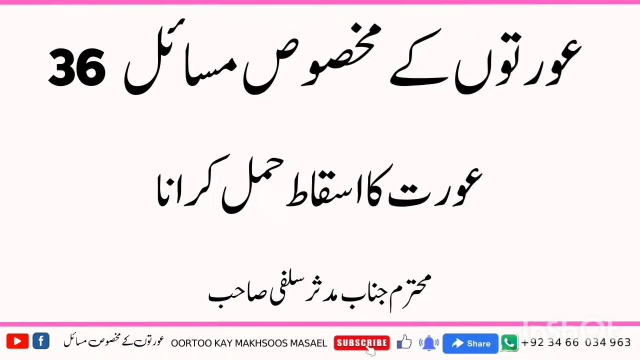 عورتوں کے مخصوص مسائل 36
عورت کا اسقاط حمل کرانا
محترم جناب مدثر سلفی صاحب
عورتوں کے مخصوص مسائل OORTOO KAY MAKHSOOS MASAEL SUBSCRIBE Share +92 34 66 034 963
InShot